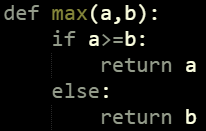 def max(a,b):
    if a>=b:
        return a
    else:
        return b